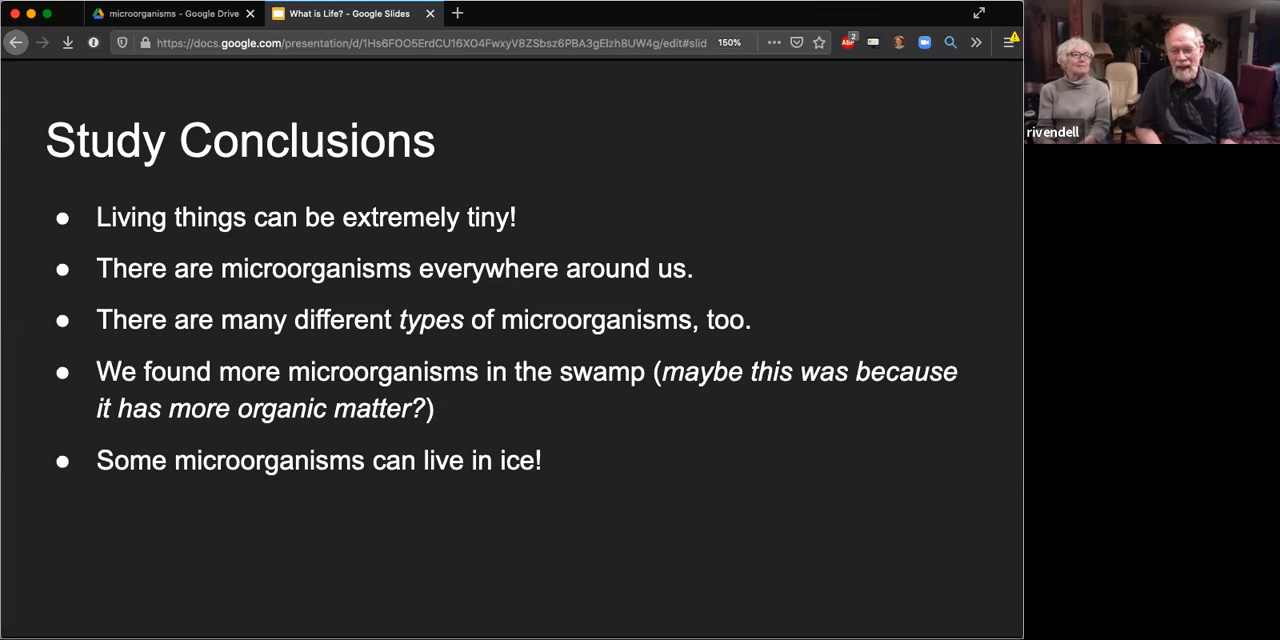 microorganisms - Google Drive
What is Life? - Google Slides
https://docs.google.com/presentation/d/1Hs6FOO5ErdCU16XO4FwxyV8ZSbsz6PBA3gElzh8UW4g/edit#slid
150%
ABP
2
rivendell
Study Conclusions
Living things can be extremely tiny!
There are microorganisms everywhere around us.
There are many different types of microorganisms, too.
We found more microorganisms in the swamp (maybe this was because
it has more organic matter?)
Some microorganisms can live in ice!